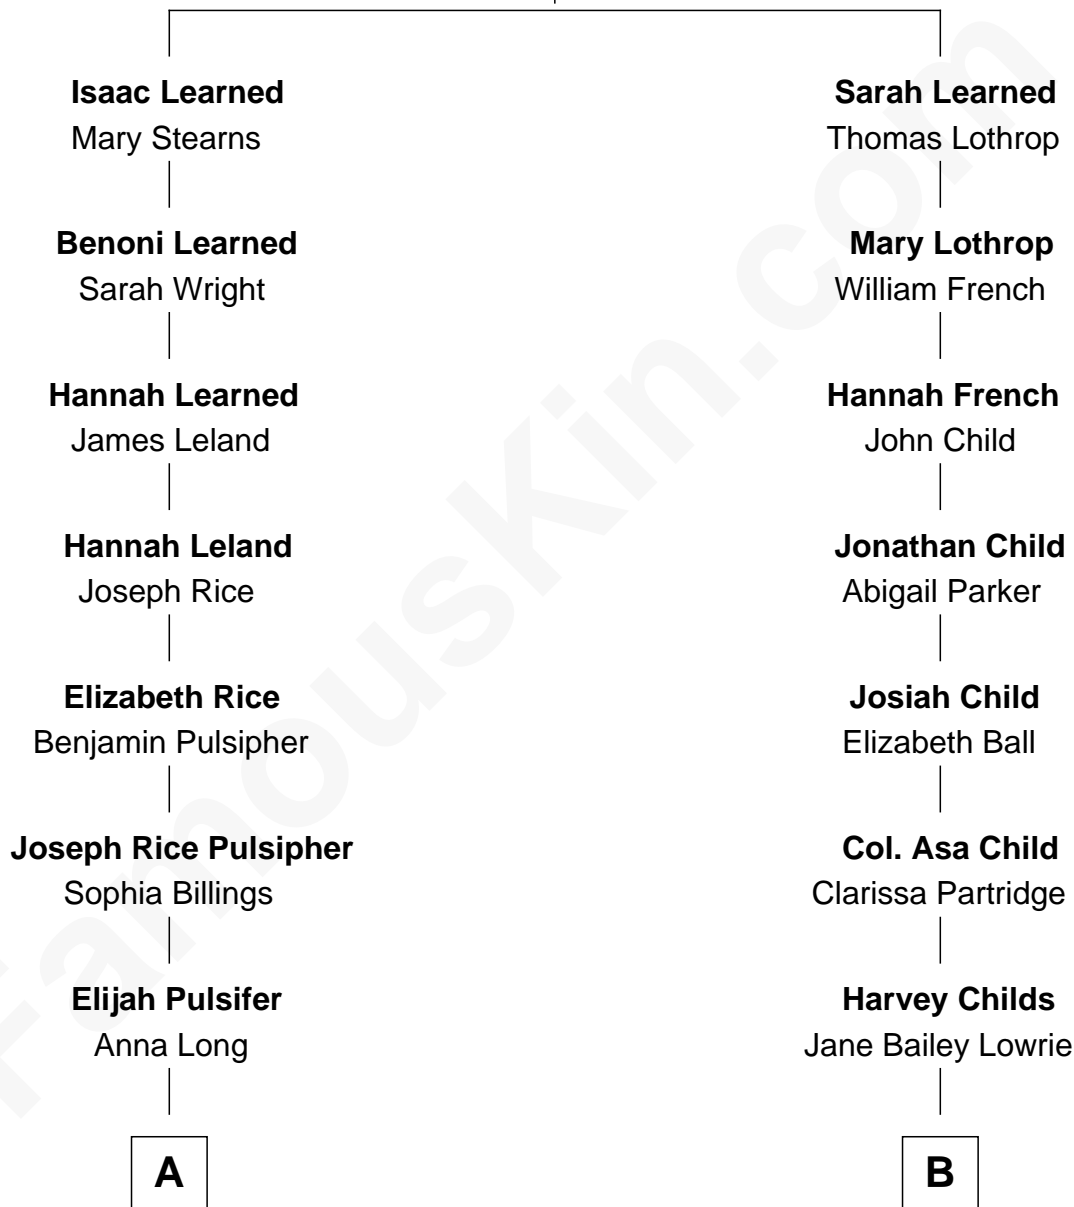 Isaac Learned
Mary Stearns
Benoni Learned
Sarah Wright
Hannah Learned
James Leland
Hannah Leland
Joseph Rice
Elizabeth Rice
Benjamin Pulsipher
Joseph Rice Pulsipher
Sophia Billings
Elijah Pulsifer
Anna Long
A
Sarah Learned
Thomas Lothrop
Mary Lothrop
William French
Hannah French
John Child
Jonathan Child
Abigail Parker
Josiah Child
Elizabeth Ball
Col. Asa Child
Clarissa Partridge
Harvey Childs
Jane Bailey Lowrie
B
FamousKin.com